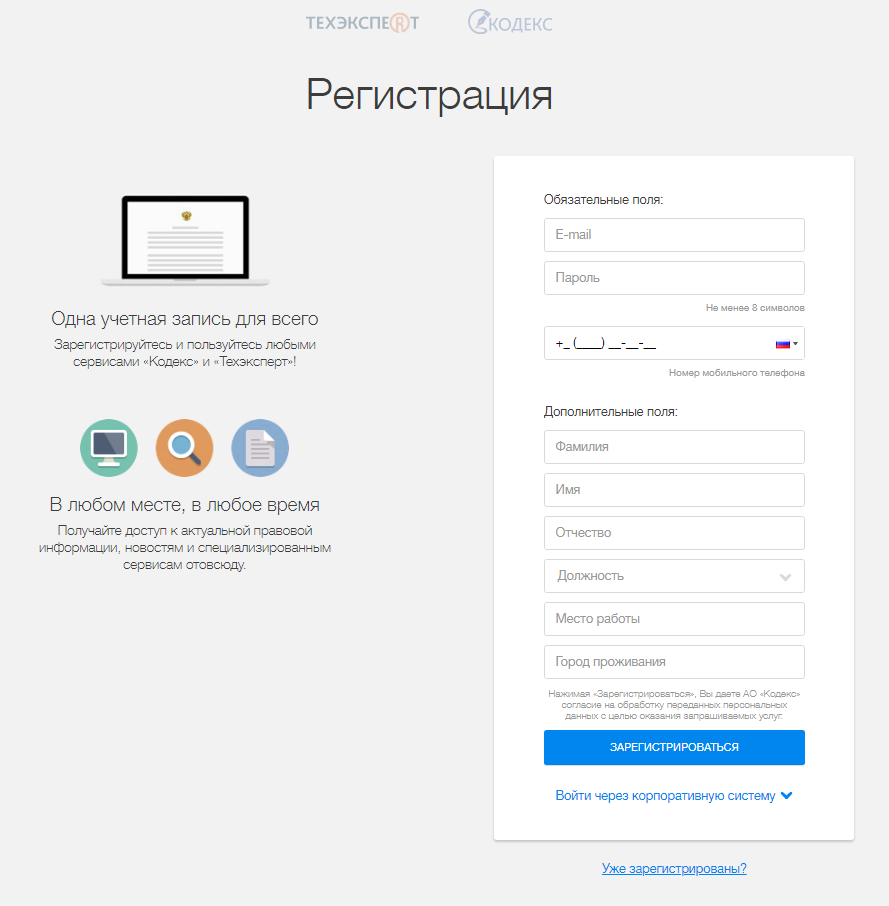 ТЕХЭКСПЕRТ КОДЕКС
Регистрация
Одна учетная запись для всего
Зарегистрируйтесь и пользуйтесь любыми
сервисами «Кодекс» и «Техэксперт»!
В любом месте, в любое время
Получайте доступ к актуальной правовой
информации, новостям и специализированным
сервисам отовсюду.
Обязательные поля:
E-mail
Пароль
Не менее 8 символов
+_ (___) __-__-__
Номер мобильного телефона
Дополнительные поля:
Фамилия
Имя
Отчество
Должность
Место работы
Город проживания
Нажимая «Зарегистрироваться», Вы даете АО «Кодекс»
согласие на обработку переданных персональных
данных с целью оказания запрашиваемых услуг.
ЗАРЕГИСТРИРОВАТЬСЯ
Войти через корпоративную систему
Уже зарегистрированы?